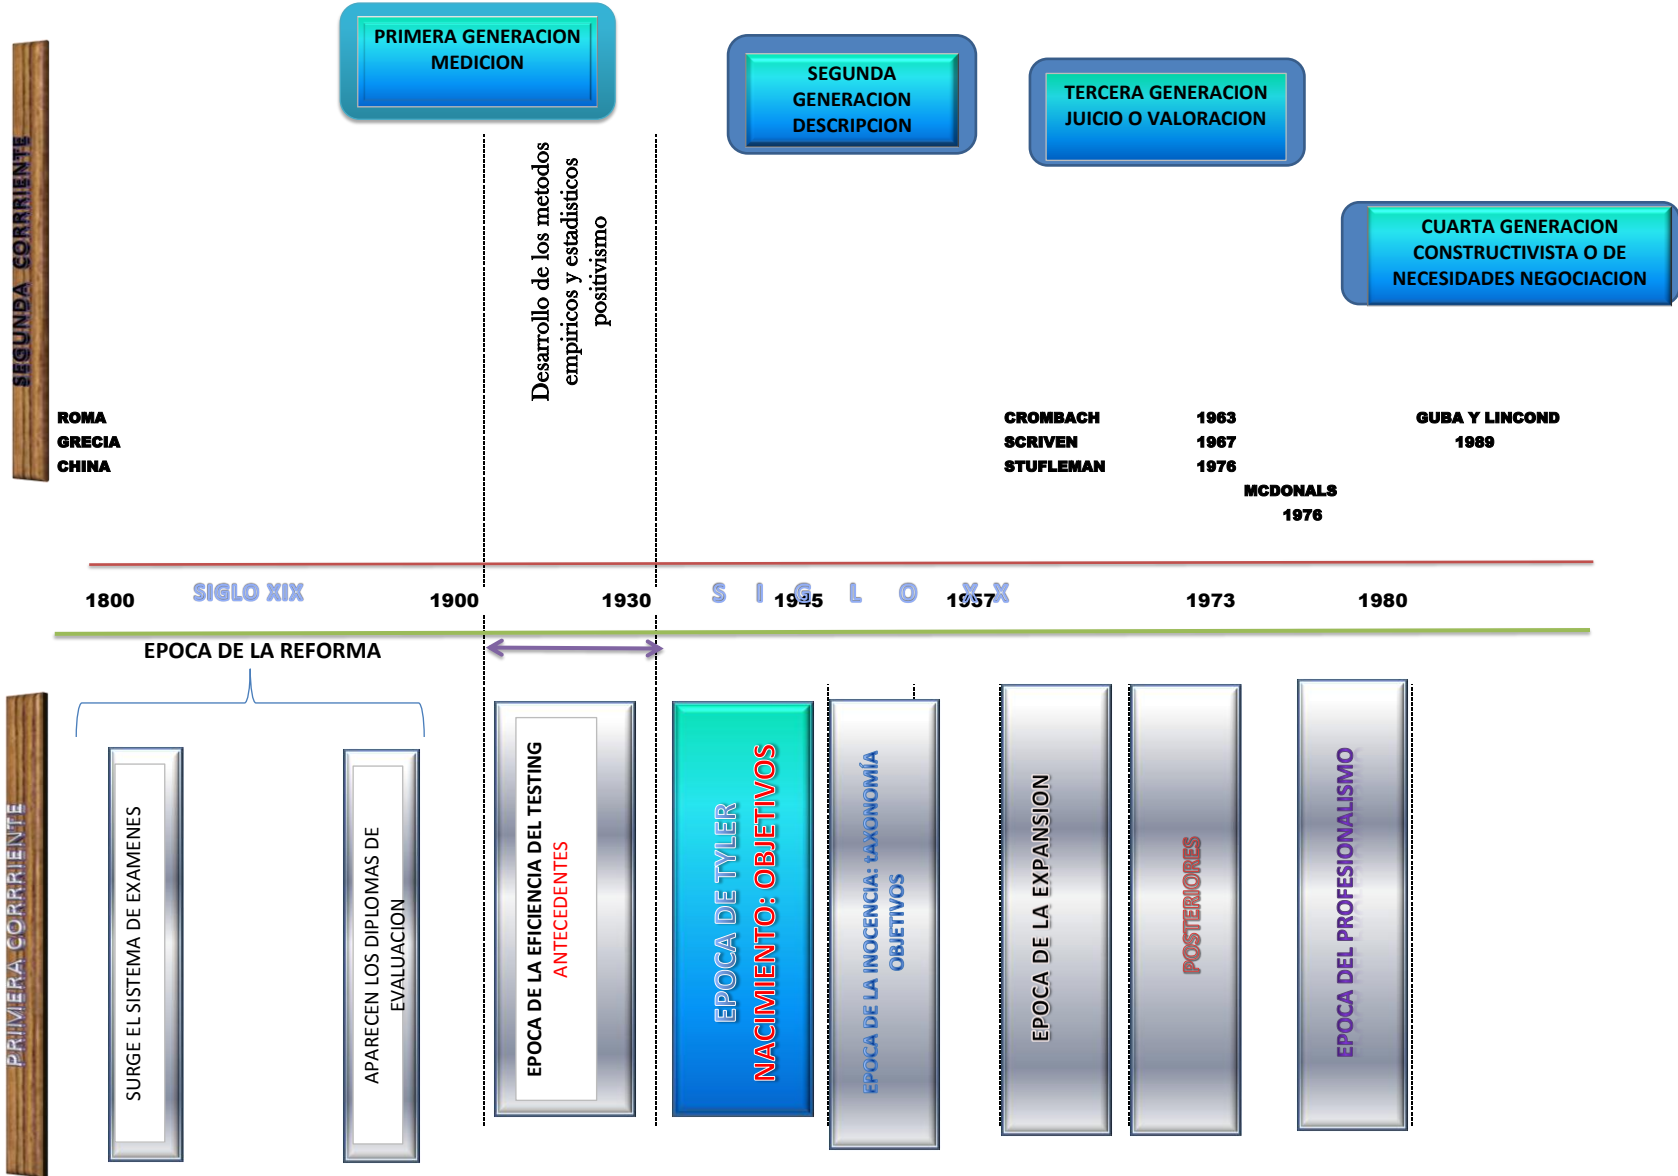 PRIMERA GENERACION
MEDICION
SEGUNDA
GENERACION
DESCRIPCION
TERCERA GENERACION
JUICIO O VALORACION
CUARTA GENERACION
CONSTRUCTIVISTA O DE
NECESIDADES NEGOCIACION
SEGUNDA CORRRIENTE
Desarrollo de los metodos
empiricos y estadisticos
positivismo
ROMA
GRECIA
CHINA
CROMBACH 1963
SCRIVEN 1967
STUFLEMAN 1976
MCDONALS
1976
GUBA Y LINCOND
1989
SIGLO XIX
S I G L O X X
1800 1900 1930 1945 1957 1973 1980
EPOCA DE LA REFORMA
PRIMERA CORRIENTE
SURGE EL SISTEMA DE EXAMENES
APARECEN LOS DIPLOMAS DE
EVALUACION
EPOCA DE LA EFICIENCIA DEL TESTING
ANTECEDENTES
EPOCA DE TYLER
NACIMIENTO: OBJETIVOS
EPOCA DE LA INOCENCIA: tAXONOMÍA
OBJETIVOS
EPOCA DE LA EXPANSION
POSTERIORES
EPOCA DEL PROFESIONALISMO